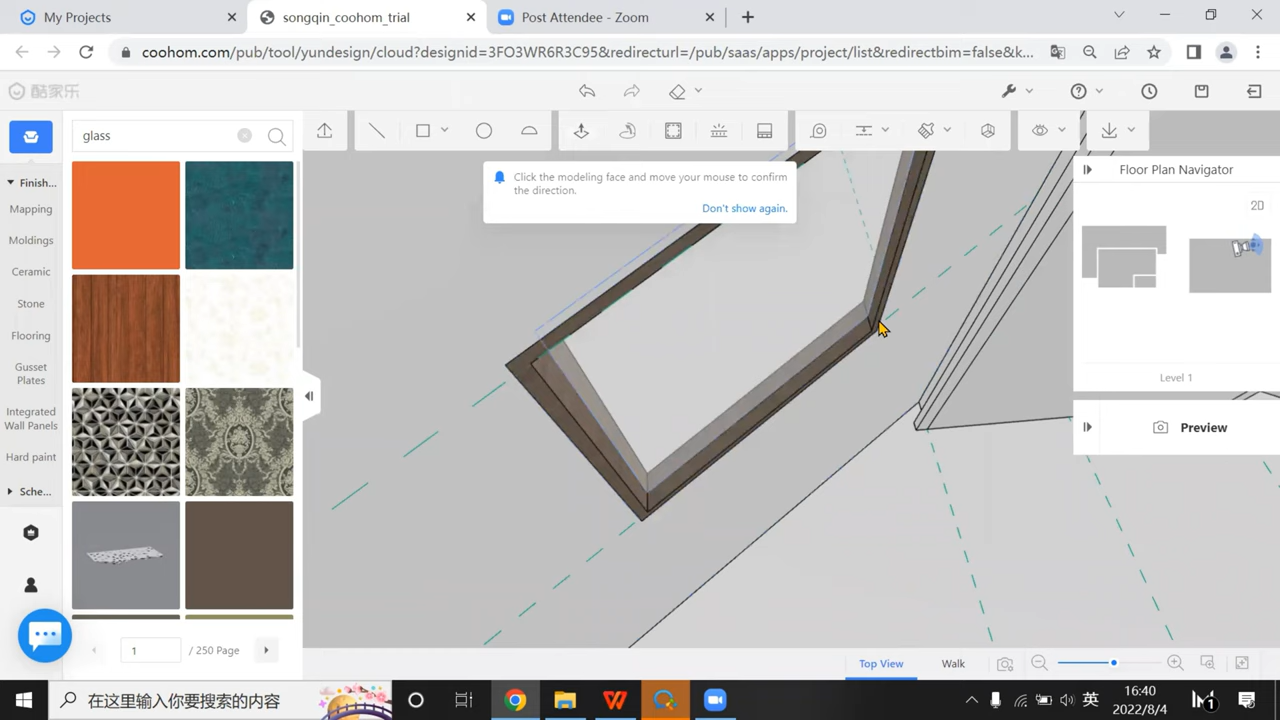 My Projects
songqin_coohom_trial
Post Attendee - Zoom
coohom.com/pub/tool/yundesign/cloud?designid=3FO3WR6R3C95&redirecturl=/pub/saas/apps/project/list&redirectbim=false&k...
酷家乐
glass
Click the modeling face and move your mouse to confirm
the direction.
Don't show again.
Floor Plan Navigator
2D
Finish...
Mapping
Moldings
Ceramic
Stone
Flooring
Gusset
Plates
Integrated
Wall Panels
Hard paint
Sche...
Level 1
Preview
1
/ 250 Page
Top View
Walk
在这里输入你要搜索的内容
英
16:40
2022/8/4
1